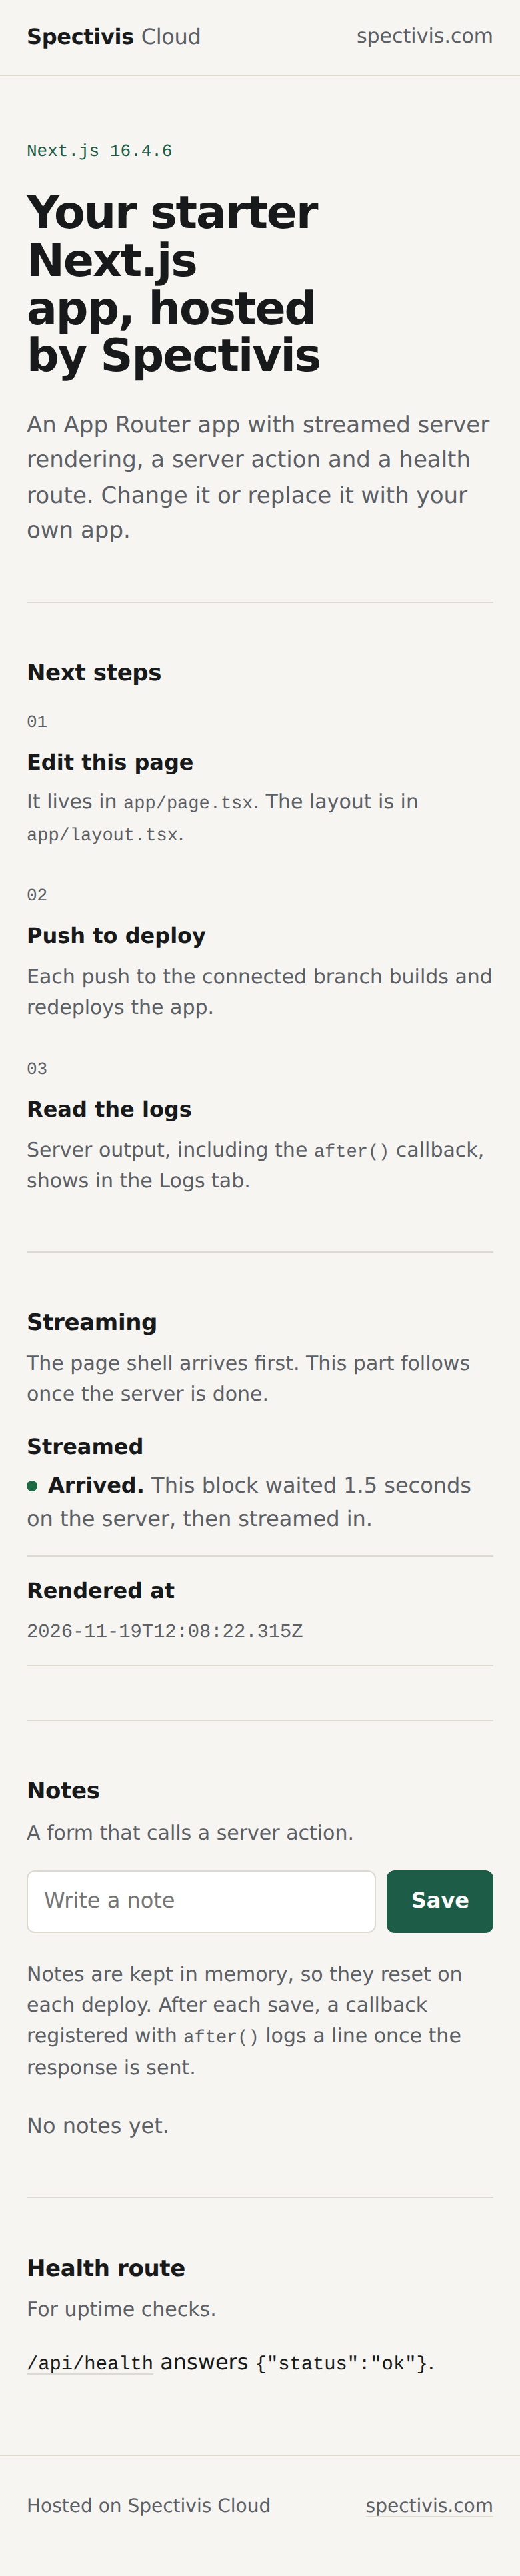 Spectivis Cloud spectivis.com
Next.js 16.4.6
Your starter
Next.js
app, hosted
by Spectivis
An App Router app with streamed server
rendering, a server action and a health
route. Change it or replace it with your
own app.
Next steps
01
Edit this page
It lives in app/page.tsx. The layout is in
app/layout.tsx.
02
Push to deploy
Each push to the connected branch builds and
redeploys the app.
03
Read the logs
Server output, including the after() callback,
shows in the Logs tab.
Streaming
The page shell arrives first. This part follows
once the server is done.
Streamed
Arrived. This block waited 1.5 seconds
on the server, then streamed in.
Rendered at
2026-11-19T12:08:22.315Z
Notes
A form that calls a server action.
Write a note Save
Notes are kept in memory, so they reset on
each deploy. After each save, a callback
registered with after() logs a line once the
response is sent.
No notes yet.
Health route
For uptime checks.
/api/health answers {"status":"ok"}.
Hosted on Spectivis Cloud spectivis.com